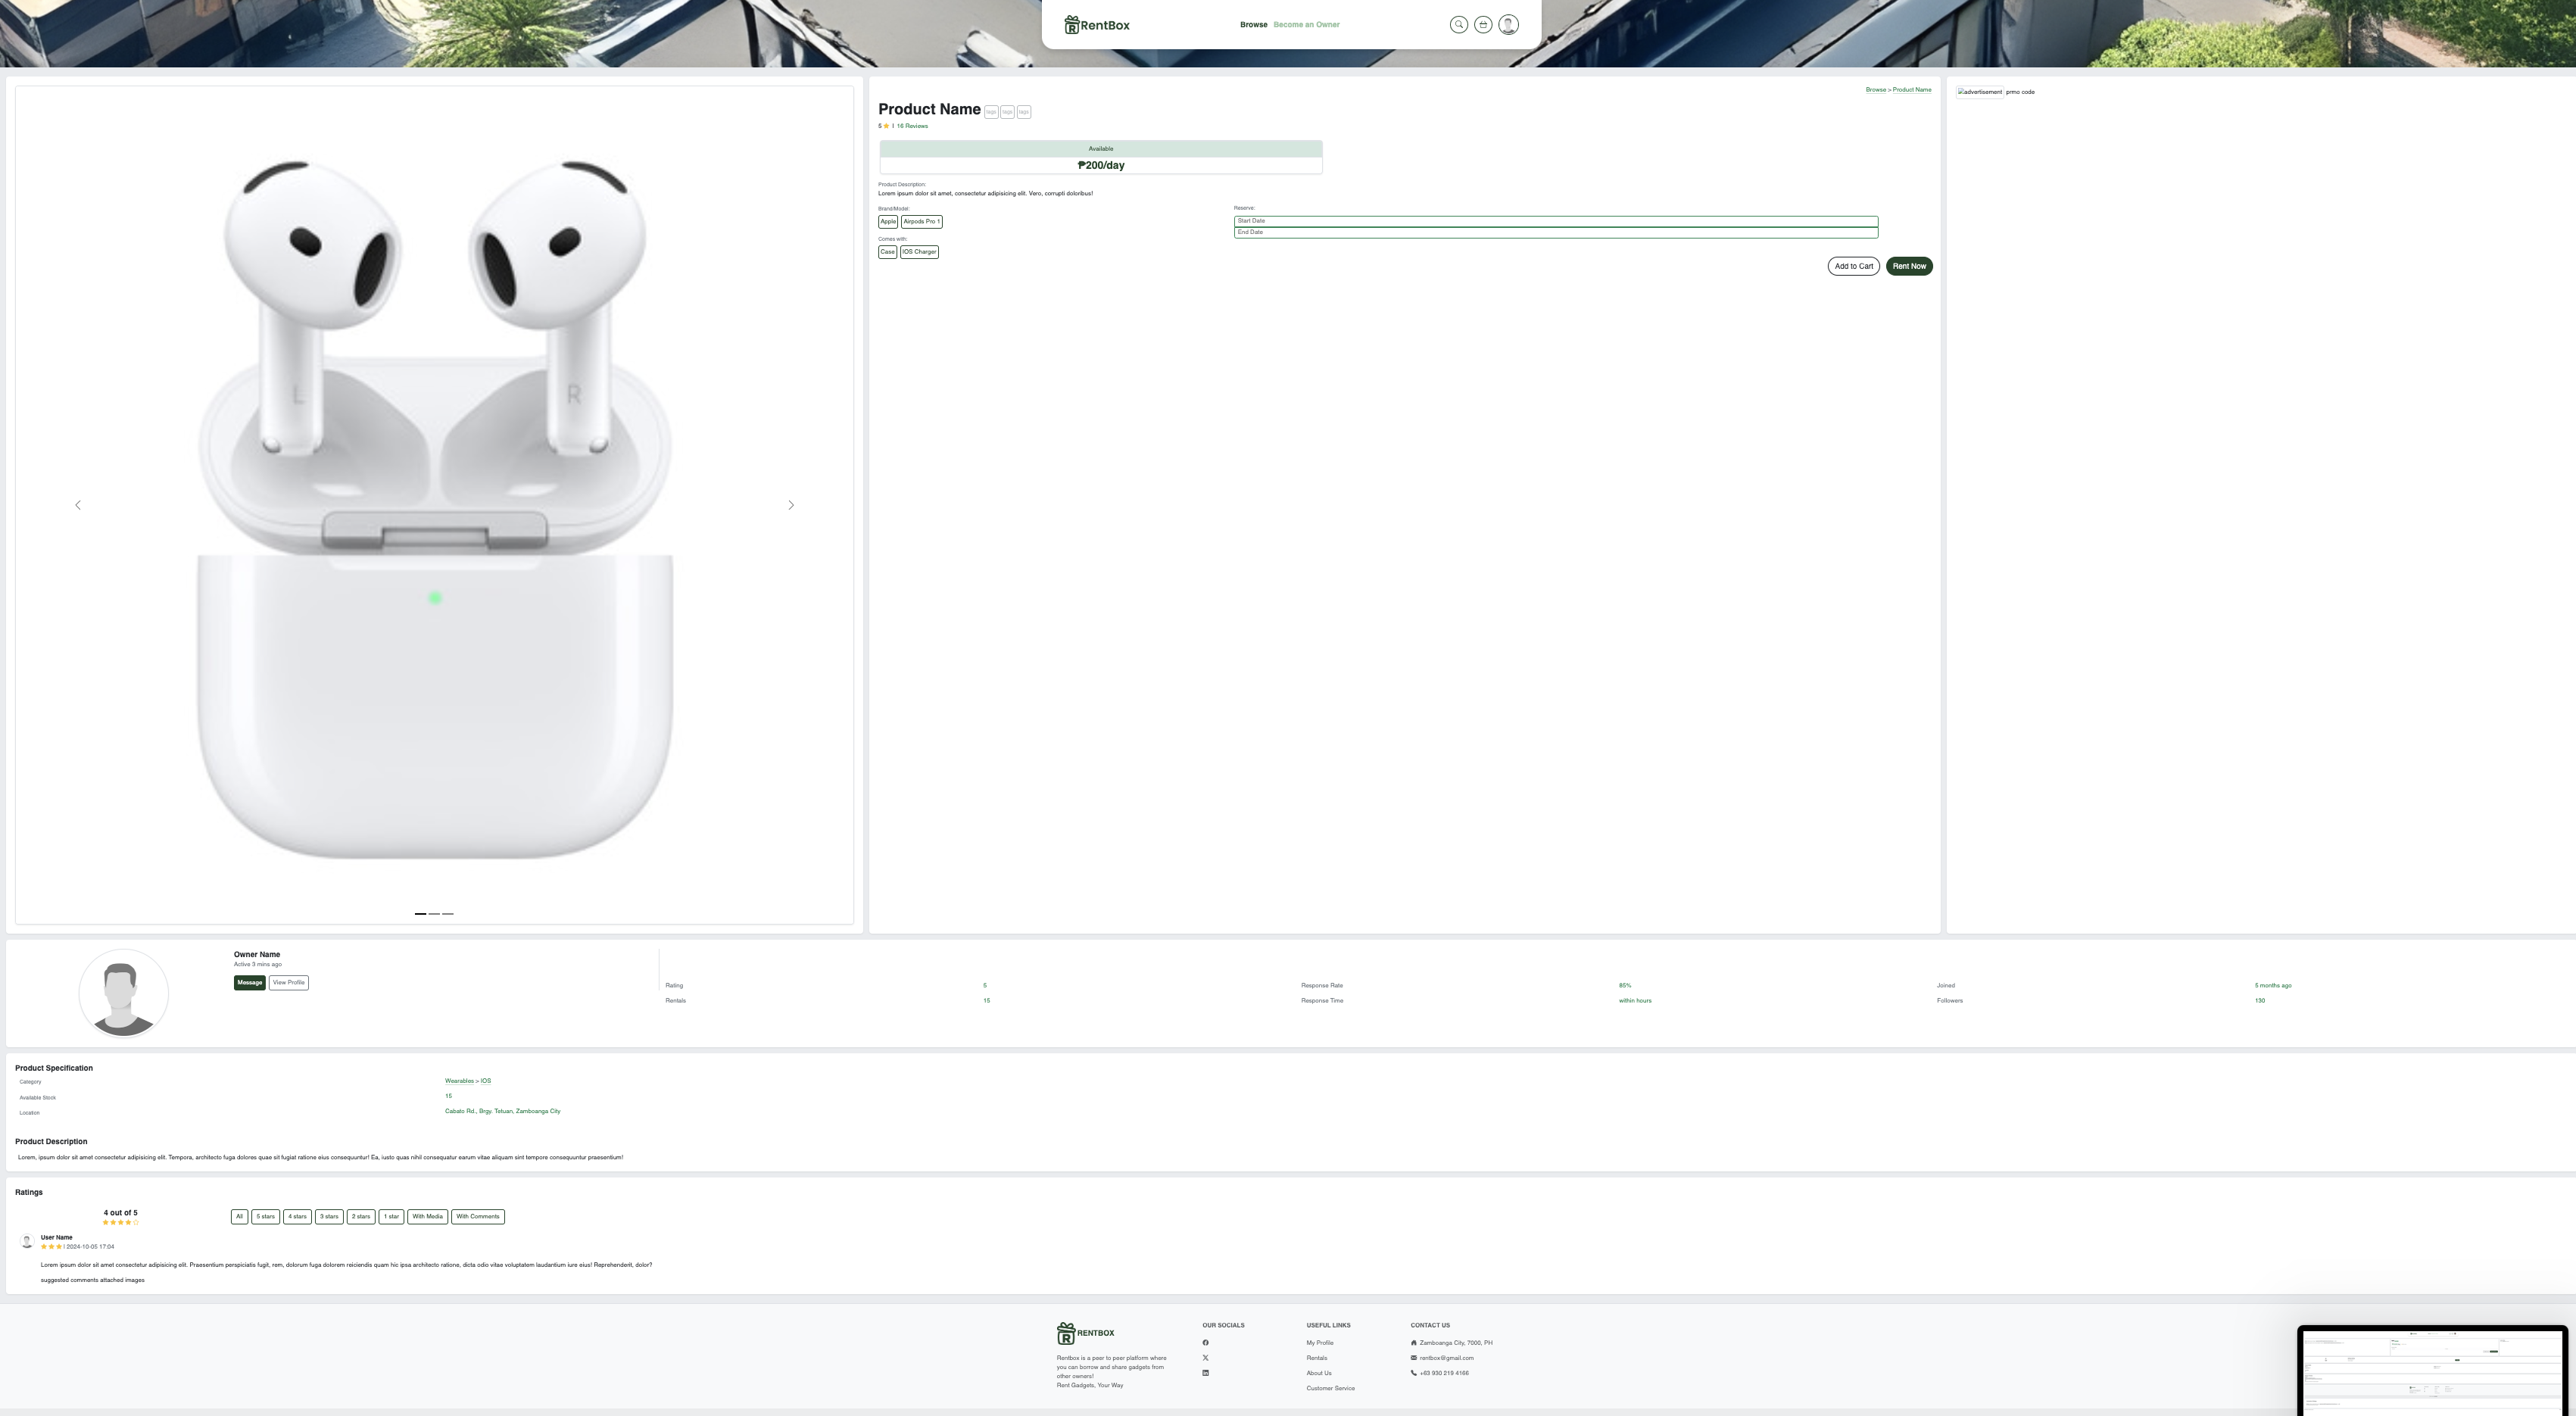 RentBox
Browse Become an Owner
Browse > Product Name
Product Name tags tags tags
5 | 16 Reviews
Available
₱200/day
Product Description:
Lorem ipsum dolor sit amet, consectetur adipisicing elit. Vero, corrupti doloribus!
Brand/Model:
Apple Airpods Pro 1
Comes with:
Case IOS Charger
Reserve:
Start Date
End Date
Add to Cart Rent Now
advertisement prmo code
L R
Owner Name
Active 3 mins ago
Message View Profile
Rating 5 Response Rate 85% Joined 5 months ago
Rentals 15 Response Time within hours Followers 130
Product Specification
Category Wearables > IOS
Available Stock 15
Location Cabato Rd., Brgy. Tetuan, Zamboanga City
Product Description
Lorem, ipsum dolor sit amet consectetur adipisicing elit. Tempora, architecto fuga dolores quae sit fugiat ratione eius consequuntur! Ea, iusto quas nihil consequatur earum vitae aliquam sint tempore consequuntur praesentium!
Ratings
4 out of 5
All 5 stars 4 stars 3 stars 2 stars 1 star With Media With Comments
User Name
| 2024-10-05 17:04
Lorem ipsum dolor sit amet consectetur adipisicing elit. Praesentium perspiciatis fugit, rem, dolorum fuga dolorem reiciendis quam hic ipsa architecto ratione, dicta odio vitae voluptatem laudantium iure eius! Reprehenderit, dolor?
suggested comments attached images
RENTBOX
Rentbox is a peer to peer platform where
you can borrow and share gadgets from
other owners!
Rent Gadgets, Your Way
OUR SOCIALS
USEFUL LINKS
My Profile
Rentals
About Us
Customer Service
CONTACT US
Zamboanga City, 7000, PH
rentbox@gmail.com
+63 930 219 4166